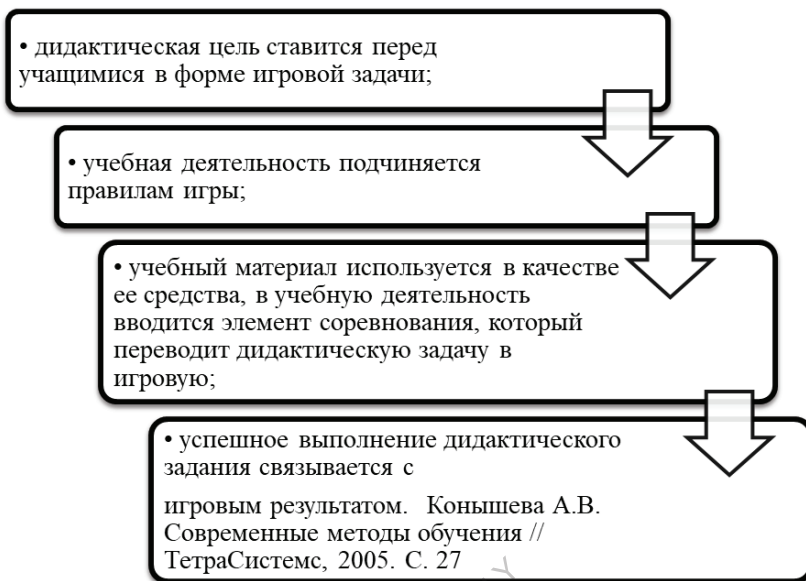 • дидактическая цель ставится перед
учащимися в форме игровой задачи;
• учебная деятельность подчиняется
правилам игры;
• учебный материал используется в качестве
ее средства, в учебную деятельность
вводится элемент соревнования, который
переводит дидактическую задачу в
игровую;
• успешное выполнение дидактического
задания связывается с
игровым результатом. Конышева А.В.
Современные методы обучения //
ТетраСистемс, 2005. С. 27